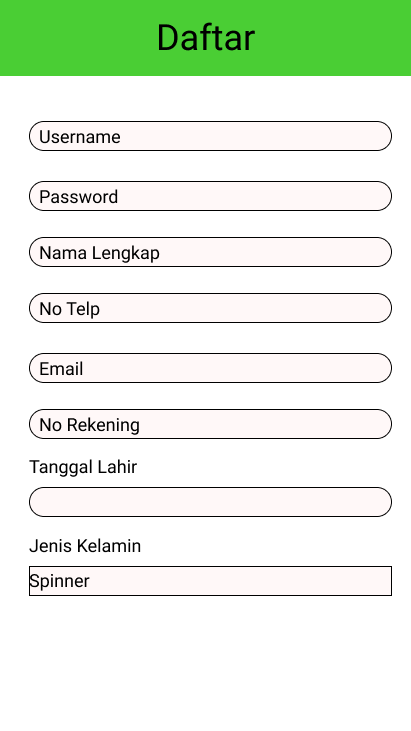 Daftar
Username
Password
Nama Lengkap
No Telp
Email
No Rekening
Tanggal Lahir
Jenis Kelamin
Spinner